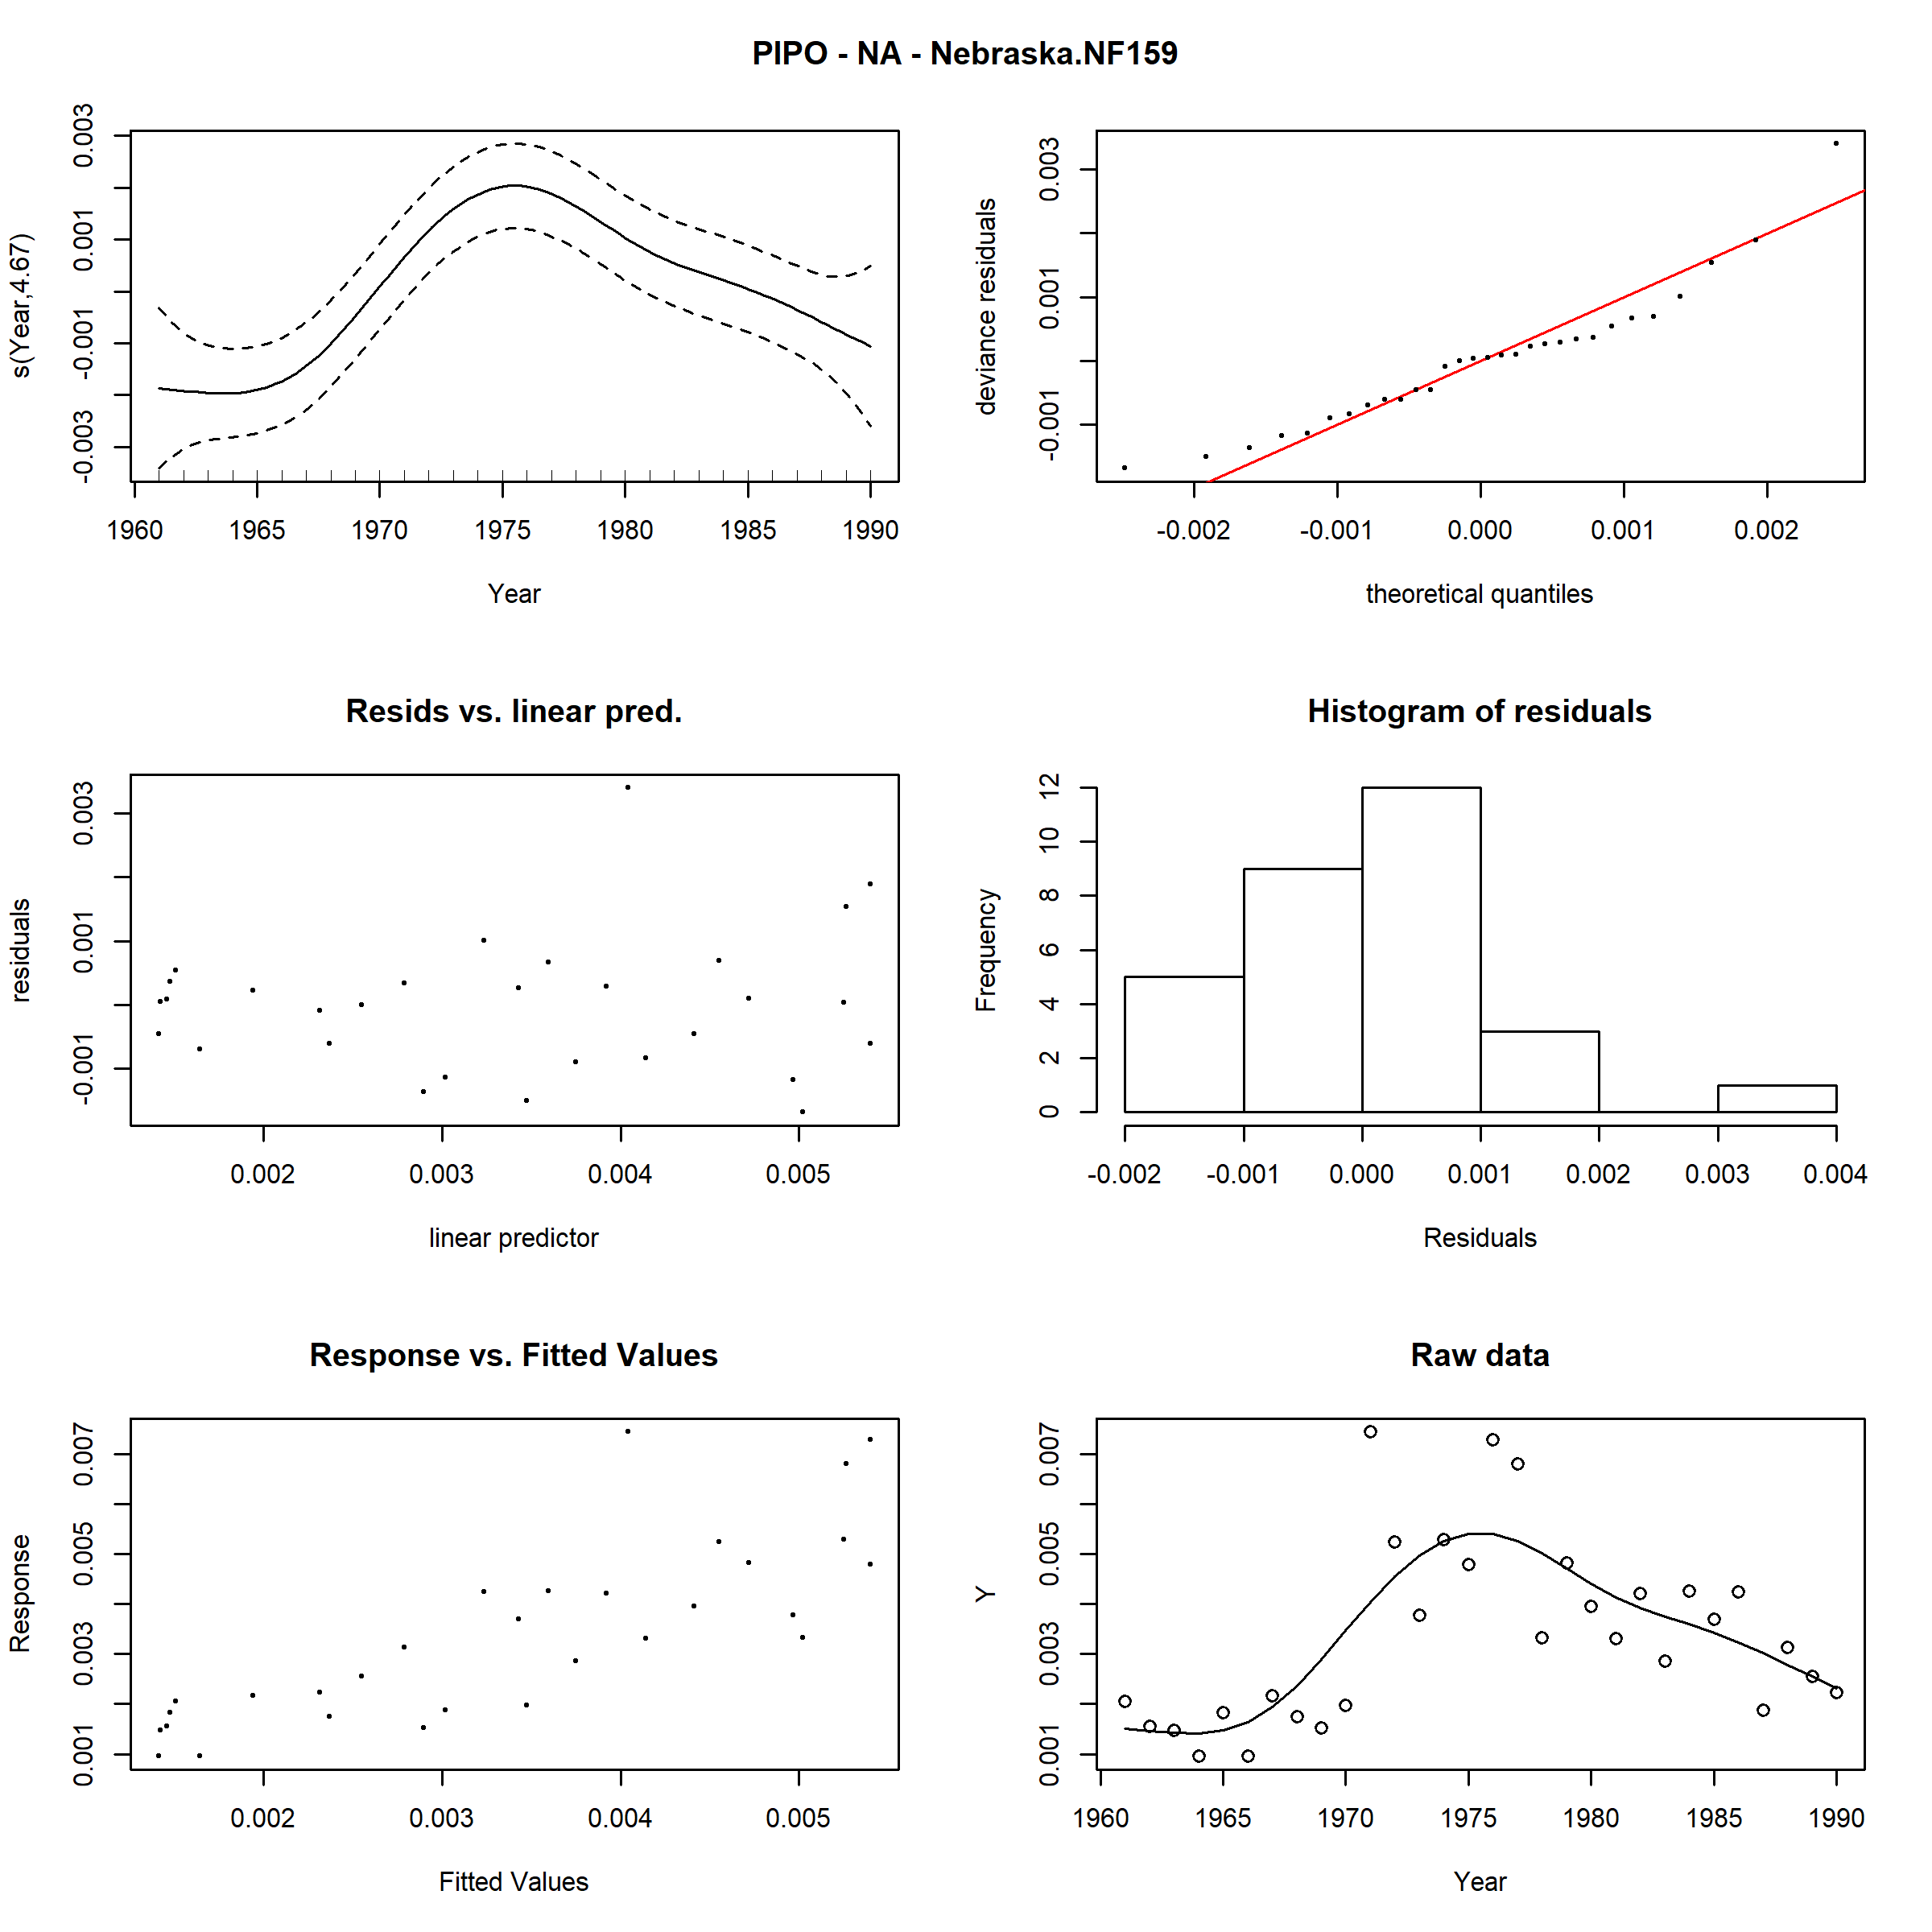 PIPO - NA - Nebraska.NF159
s(Year,4.67)
0.003
0.001
-0.001
-0.003
1960 1965 1970 1975 1980 1985 1990
Year
deviance residuals
0.003
0.001
-0.001
-0.002 -0.001 0.000 0.001 0.002
theoretical quantiles
Resids vs. linear pred.
residuals
0.003
0.001
-0.001
0.002 0.003 0.004 0.005
linear predictor
Histogram of residuals
Frequency
12
10
8
6
4
2
0
-0.002 -0.001 0.000 0.001 0.002 0.003 0.004
Residuals
Response vs. Fitted Values
Response
0.007
0.005
0.003
0.001
0.002 0.003 0.004 0.005
Fitted Values
Raw data
Y
0.007
0.005
0.003
0.001
1960 1965 1970 1975 1980 1985 1990
Year